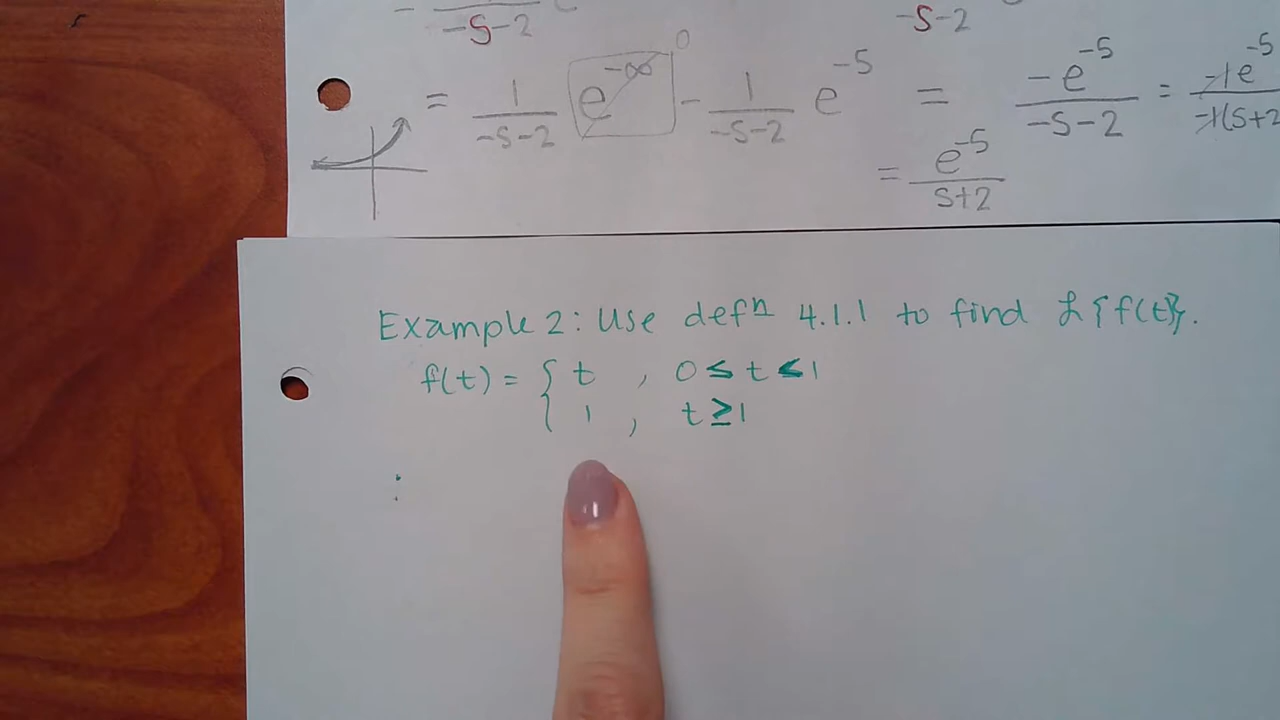 -s-2 -s-2
= 1/(-s-2) e^(-∞) 0 - 1/(-s-2) e^-5 = -e^-5/(-s-2) = -1e^-5/(-1(s+2
= e^-5/(s+2)
Example 2: Use defn 4.1.1 to find ℒ{f(t)}.
f(t) = { t , 0 ≤ t ≤ 1
{ 1 , t ≥ 1
: